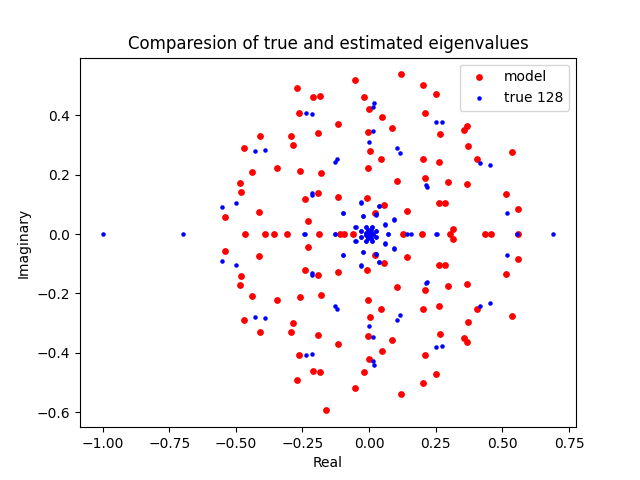 Comparesion of true and estimated eigenvalues
model
true 128
0.4
0.2
0.0
−0.2
−0.4
−0.6
Imaginary
−1.00
−0.75
−0.50
−0.25
0.00
0.25
0.50
0.75
Real